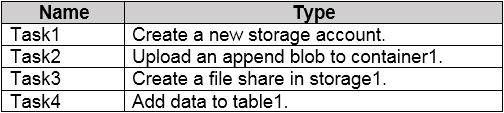 Name Type
Task1 Create a new storage account.
Task2 Upload an append blob to container1.
Task3 Create a file share in storage1.
Task4 Add data to table1.